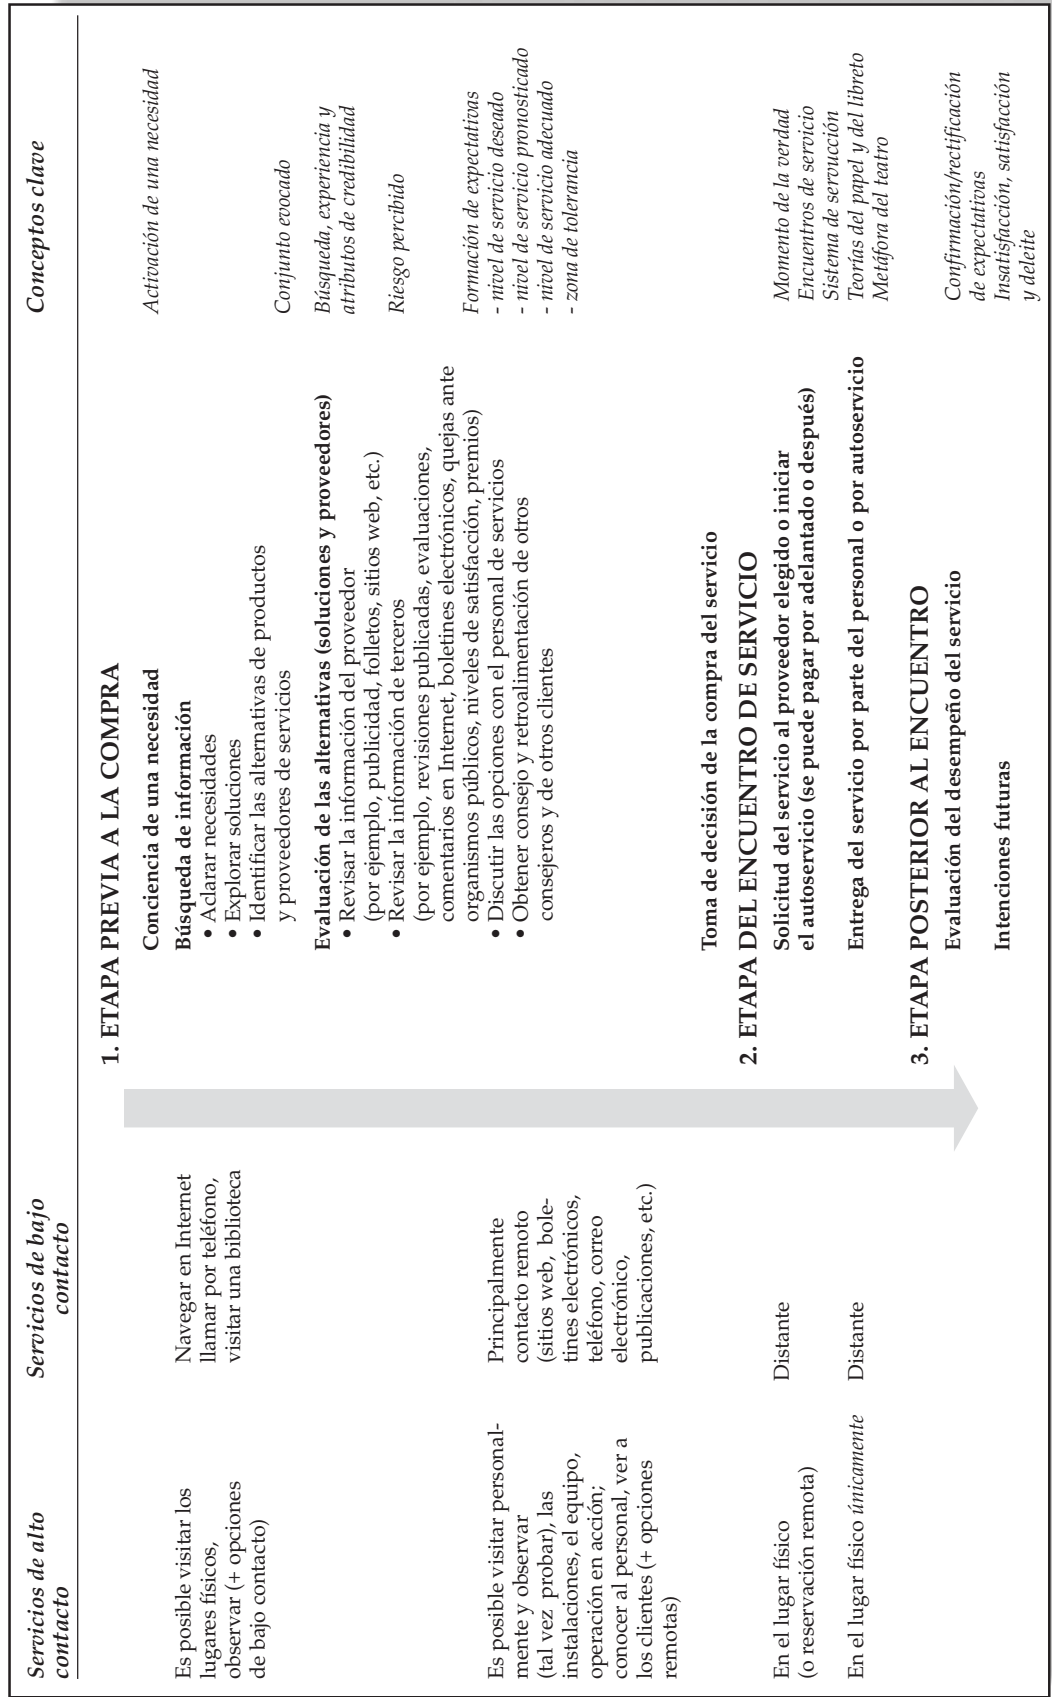 Servicios de alto
contacto
Servicios de bajo
contacto
Conceptos clave
1. ETAPA PREVIA A LA COMPRA
Conciencia de una necesidad
Activación de una necesidad
Es posible visitar los
lugares físicos,
observar (+ opciones
de bajo contacto)
Navegar en Internet
llamar por teléfono,
visitar una biblioteca
Búsqueda de información
• Aclarar necesidades
• Explorar soluciones
• Identificar las alternativas de productos
y proveedores de servicios
Conjunto evocado
Evaluación de las alternativas (soluciones y proveedores)
• Revisar la información del proveedor
(por ejemplo, publicidad, folletos, sitios web, etc.)
• Revisar la información de terceros
(por ejemplo, revisiones publicadas, evaluaciones,
comentarios en Internet, boletines electrónicos, quejas ante
organismos públicos, niveles de satisfacción, premios)
• Discutir las opciones con el personal de servicios
• Obtener consejo y retroalimentación de otros
consejeros y de otros clientes
Búsqueda, experiencia y
atributos de credibilidad
Riesgo percibido
Formación de expectativas
- nivel de servicio deseado
- nivel de servicio pronosticado
- nivel de servicio adecuado
- zona de tolerancia
Es posible visitar personal-
mente y observar
(tal vez probar), las
instalaciones, el equipo,
operación en acción;
conocer al personal, ver a
los clientes (+ opciones
remotas)
Principalmente
contacto remoto
(sitios web, bole-
tines electrónicos,
teléfono, correo
electrónico,
publicaciones, etc.)
Toma de decisión de la compra del servicio
2. ETAPA DEL ENCUENTRO DE SERVICIO
En el lugar físico
(o reservación remota)
Distante
Solicitud del servicio al proveedor elegido o iniciar
el autoservicio (se puede pagar por adelantado o después)
Momento de la verdad
Encuentros de servicio
Sistema de servucción
Teorías del papel y del libreto
Metáfora del teatro
En el lugar físico únicamente
Distante
Entrega del servicio por parte del personal o por autoservicio
3. ETAPA POSTERIOR AL ENCUENTRO
Evaluación del desempeño del servicio
Confirmación/rectificación
de expectativas
Insatisfacción, satisfacción
y deleite
Intenciones futuras